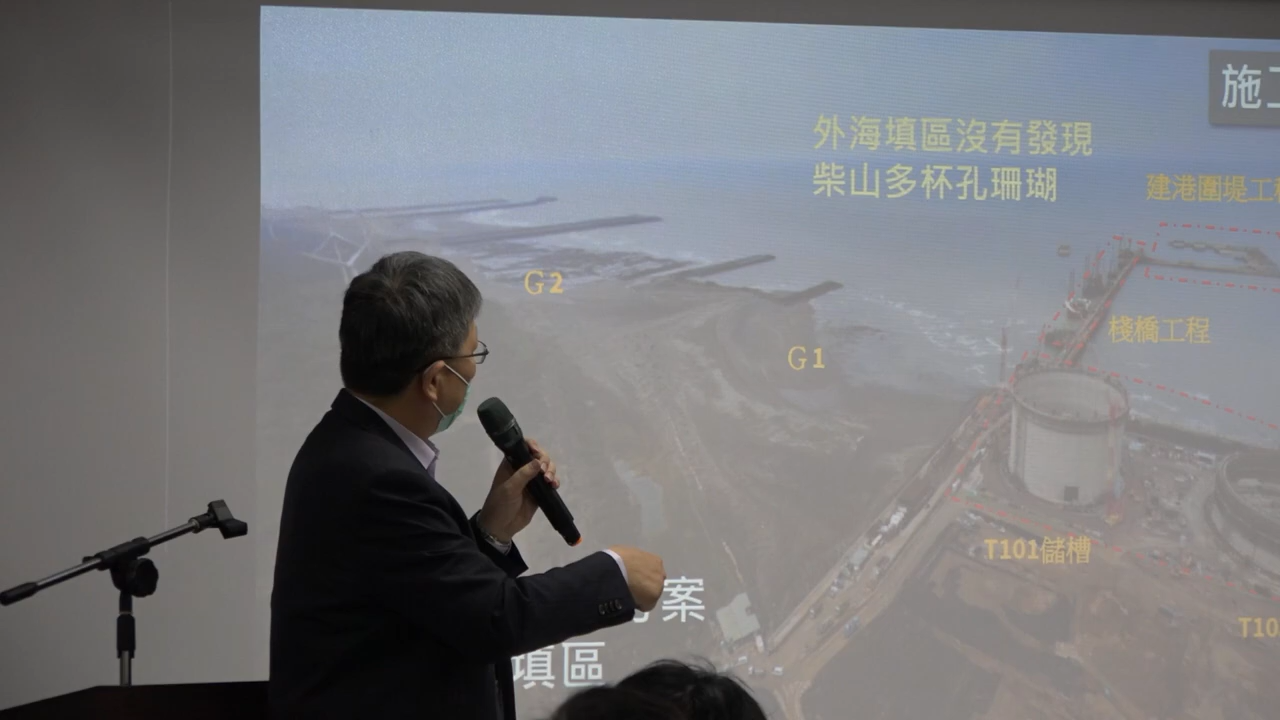 施
外海填區沒有發現
柴山多杯孔珊瑚
建港圍堤工
G2
G1
棧橋工程
T101儲槽
案
T10
填區